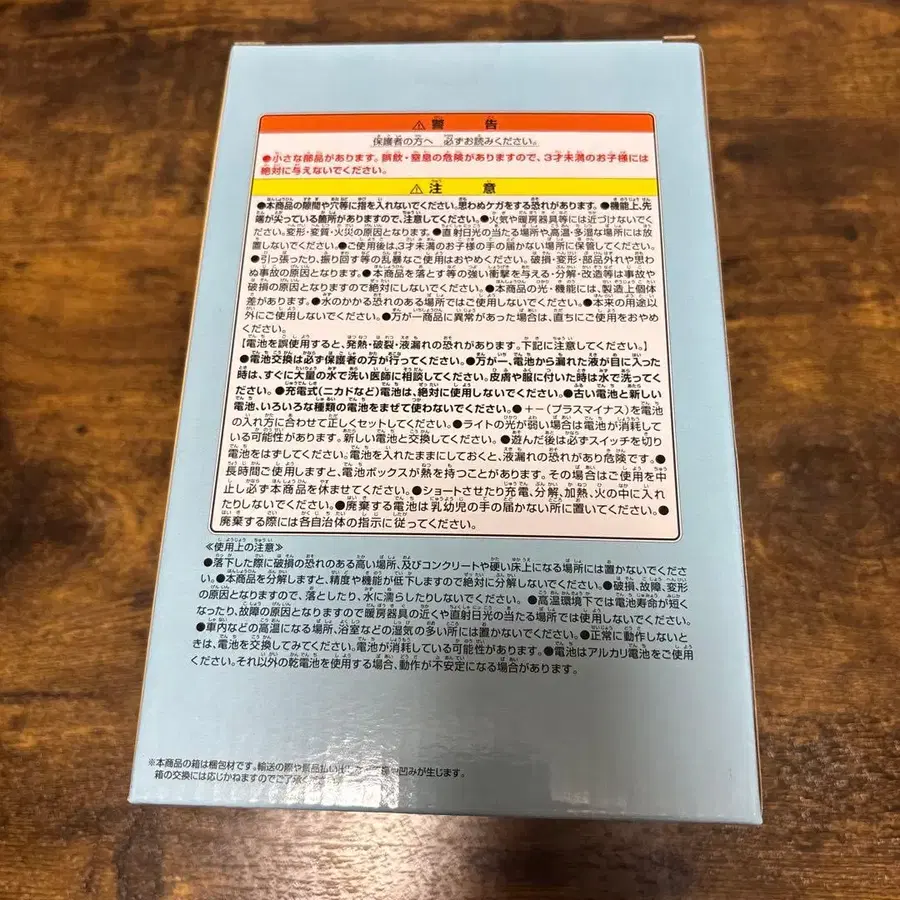 ⚠警　告
保護者の方へ　必ずお読みください。
●小さな部品があります。誤飲・窒息の危険がありますので、3才未満のお子様には
絶対に与えないでください。
⚠注　意
●本商品の隙間や穴等に指を入れないでください。思わぬケガをする恐れがあります。●機能上、先
端が尖っている箇所がありますので、注意してください。●火気や暖房器具等には近づけないでく
ださい。変形・変質・火災の原因となります。●直射日光の当たる場所や高温・多湿な場所には放
置しないでください。●ご使用後は、3才未満のお子様の手の届かない場所に保管してください。
●引っ張ったり、振り回す等の乱暴なご使用はおやめください。破損・変形・部品外れや思わ
ぬ事故の原因となります。●本商品を落とす等の強い衝撃を与える・分解・改造等は事故や
破損の原因となりますので絶対にしないでください。●本商品の光・機能には、製造上個体
差があります。●水のかかる恐れのある場所ではご使用しないでください。●本来の用途以
外にご使用しないでください。●万が一商品に異常があった場合は、直ちにご使用をおやめ
ください。
【電池を誤使用すると、発熱・破裂・液漏れの恐れがあります。下記に注意してください。】
●電池交換は必ず保護者の方が行ってください。●万が一、電池から漏れた液が目に入った
時は、すぐに大量の水で洗い医師に相談してください。皮膚や服に付いた時は水で洗ってく
ださい。●充電式(ニカドなど)電池は、絶対に使用しないでください。●古い電池と新しい
電池、いろいろな種類の電池をまぜて使わないでください。●＋－(プラスマイナス)を電池
の入れ方に合わせて正しくセットしてください。●ライトの光が弱い場合は電池が消耗して
いる可能性があります。新しい電池と交換してください。●遊んだ後は必ずスイッチを切り
電池をはずしてください。電池を入れたままにしておくと、液漏れの恐れがあり危険です。●
長時間ご使用しますと、電池ボックスが熱を持つことがあります。その場合はご使用を中
止し必ず本商品を休ませてください。●ショートさせたり充電、分解、加熱、火の中に入れ
たりしないでください。●廃棄する電池は乳幼児の手の届かない所に置いてください。●
廃棄する際には各自治体の指示に従ってください。
≪使用上の注意≫
●落下した際に破損の恐れのある高い場所、及びコンクリートや硬い床上になる場所には置かないでくださ
い。●本商品を分解しますと、精度や機能が低下しますので絶対に分解しないでください。●破損、故障、変形
の原因となりますので、落としたり、水に濡らしたりしないでください。●高温環境下では電池寿命が短く
なったり、故障の原因となりますので暖房器具の近くや直射日光の当たる場所では使用しないでください。
●車内などの高温になる場所、浴室などの湿気の多い所には置かないでください。●正常に動作しないと
きは、電池を交換してみてください。電池が消耗している可能性があります。●電池はアルカリ電池をご使用
ください。それ以外の乾電池を使用する場合、動作が不安定になる場合があります。
※本商品の箱は梱包材です。輸送の際や景品払い出し 凹みが生じます。
箱の交換には応じかねますのでご了承